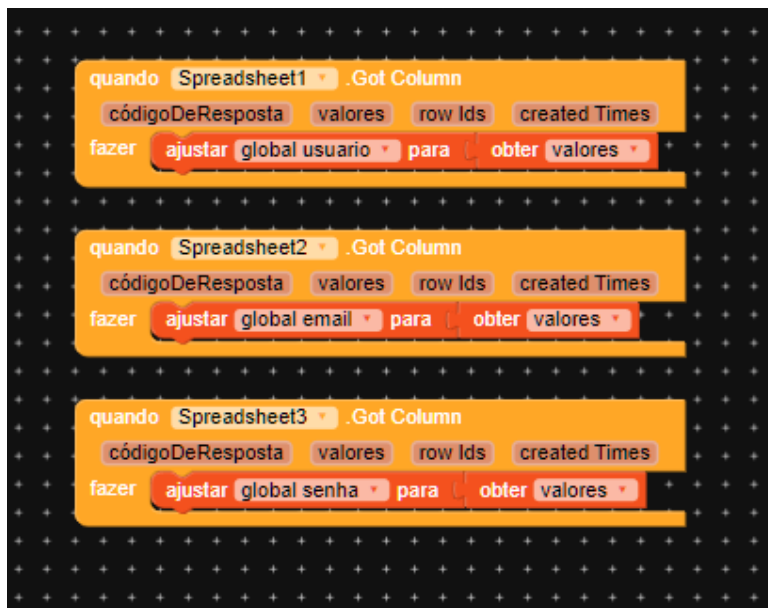 quando Spreadsheet1 .Got Column
códigoDeResposta valores row Ids created Times
fazer ajustar global usuario para obter valores
quando Spreadsheet2 .Got Column
códigoDeResposta valores row Ids created Times
fazer ajustar global email para obter valores
quando Spreadsheet3 .Got Column
códigoDeResposta valores row Ids created Times
fazer ajustar global senha para obter valores